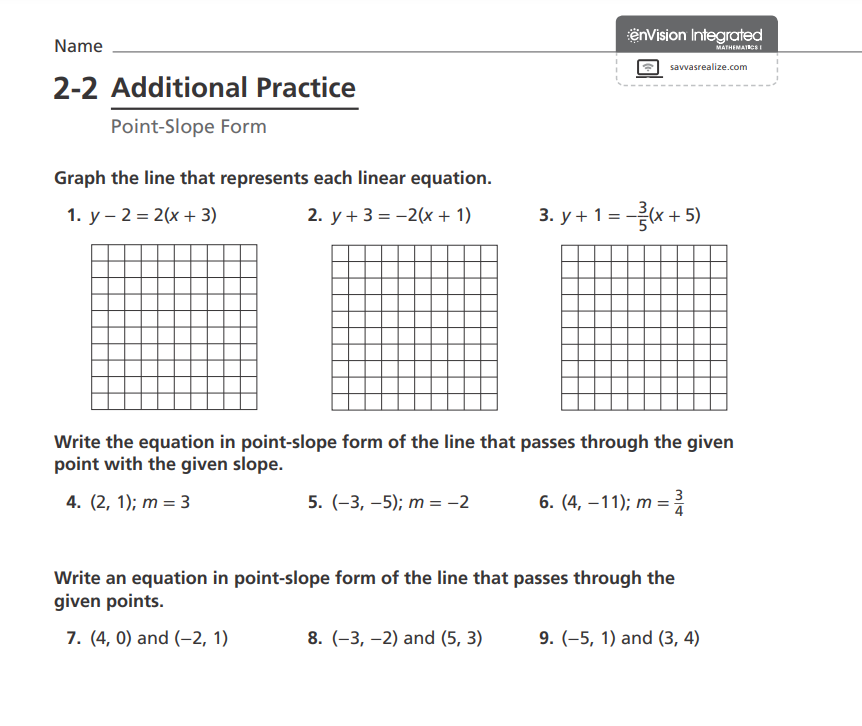 Name
enVision Integrated
MATHEMATICS I
savvasrealize.com
2-2 Additional Practice
Point-Slope Form
Graph the line that represents each linear equation.
1. y – 2 = 2(x + 3) 2. y + 3 = –2(x + 1) 3. y + 1 = –3/5(x + 5)
Write the equation in point-slope form of the line that passes through the given
point with the given slope.
4. (2, 1); m = 3 5. (–3, –5); m = –2 6. (4, –11); m = 3/4
Write an equation in point-slope form of the line that passes through the
given points.
7. (4, 0) and (–2, 1) 8. (–3, –2) and (5, 3) 9. (–5, 1) and (3, 4)